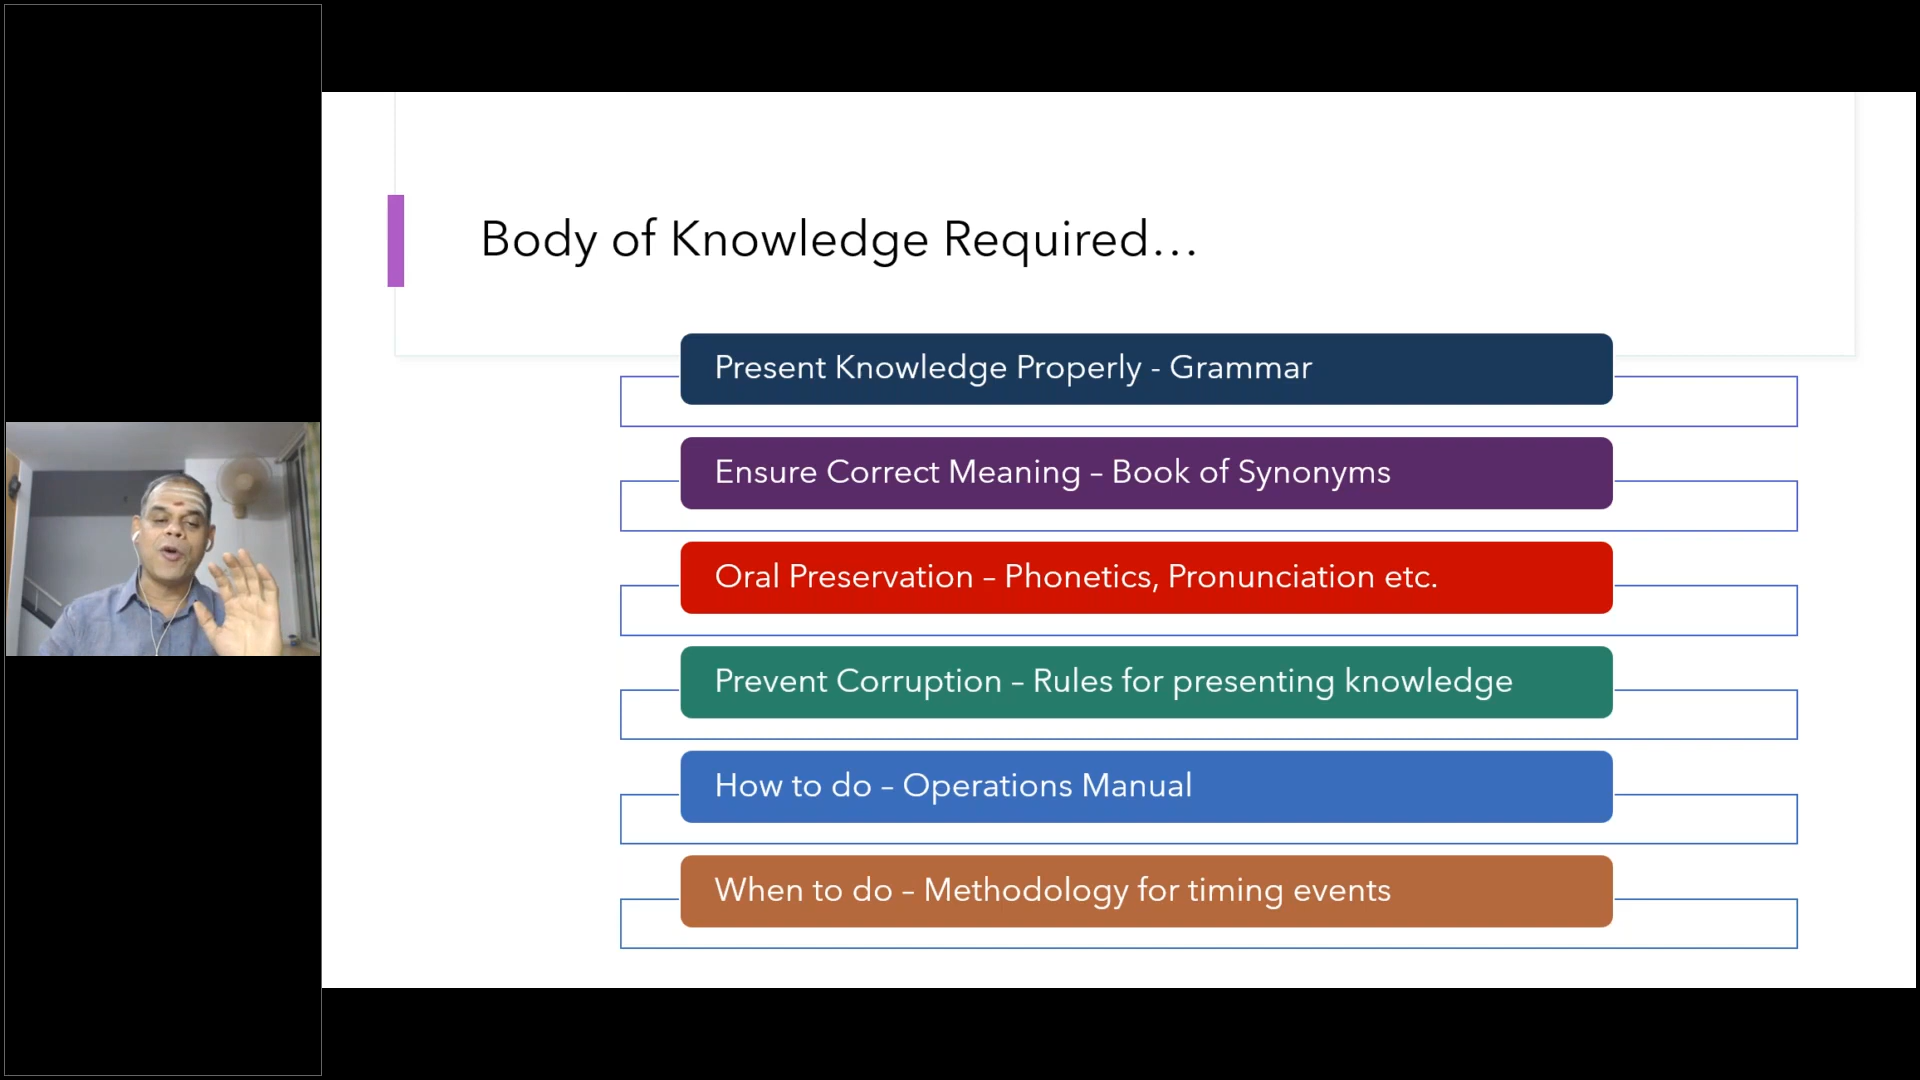 Body of Knowledge Required...
Present Knowledge Properly - Grammar
Ensure Correct Meaning – Book of Synonyms
Oral Preservation – Phonetics, Pronunciation etc.
Prevent Corruption – Rules for presenting knowledge
How to do – Operations Manual
When to do – Methodology for timing events